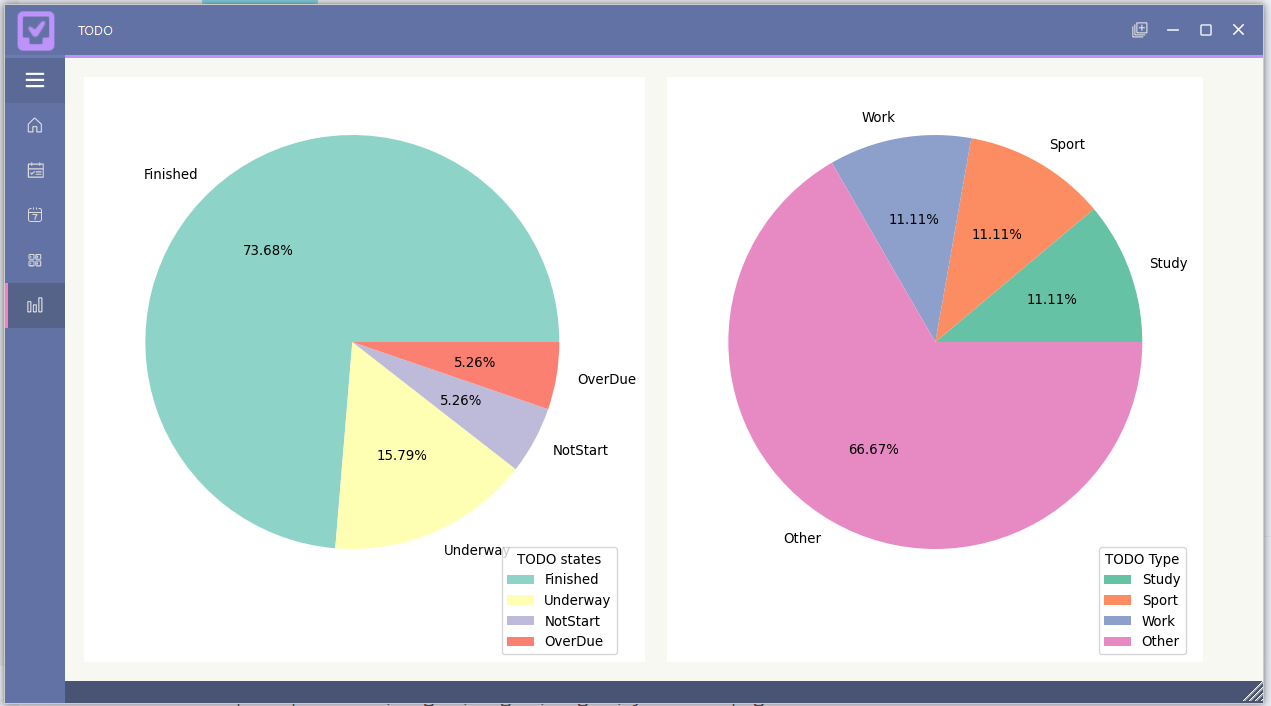 TODO
7
Finished
73.68%
OverDue
5.26%
NotStart
5.26%
15.79%
Underway
TODO states
Finished
Underway
NotStart
OverDue
Work
Sport
11.11%
11.11%
Study
11.11%
66.67%
Other
TODO Type
Study
Sport
Work
Other